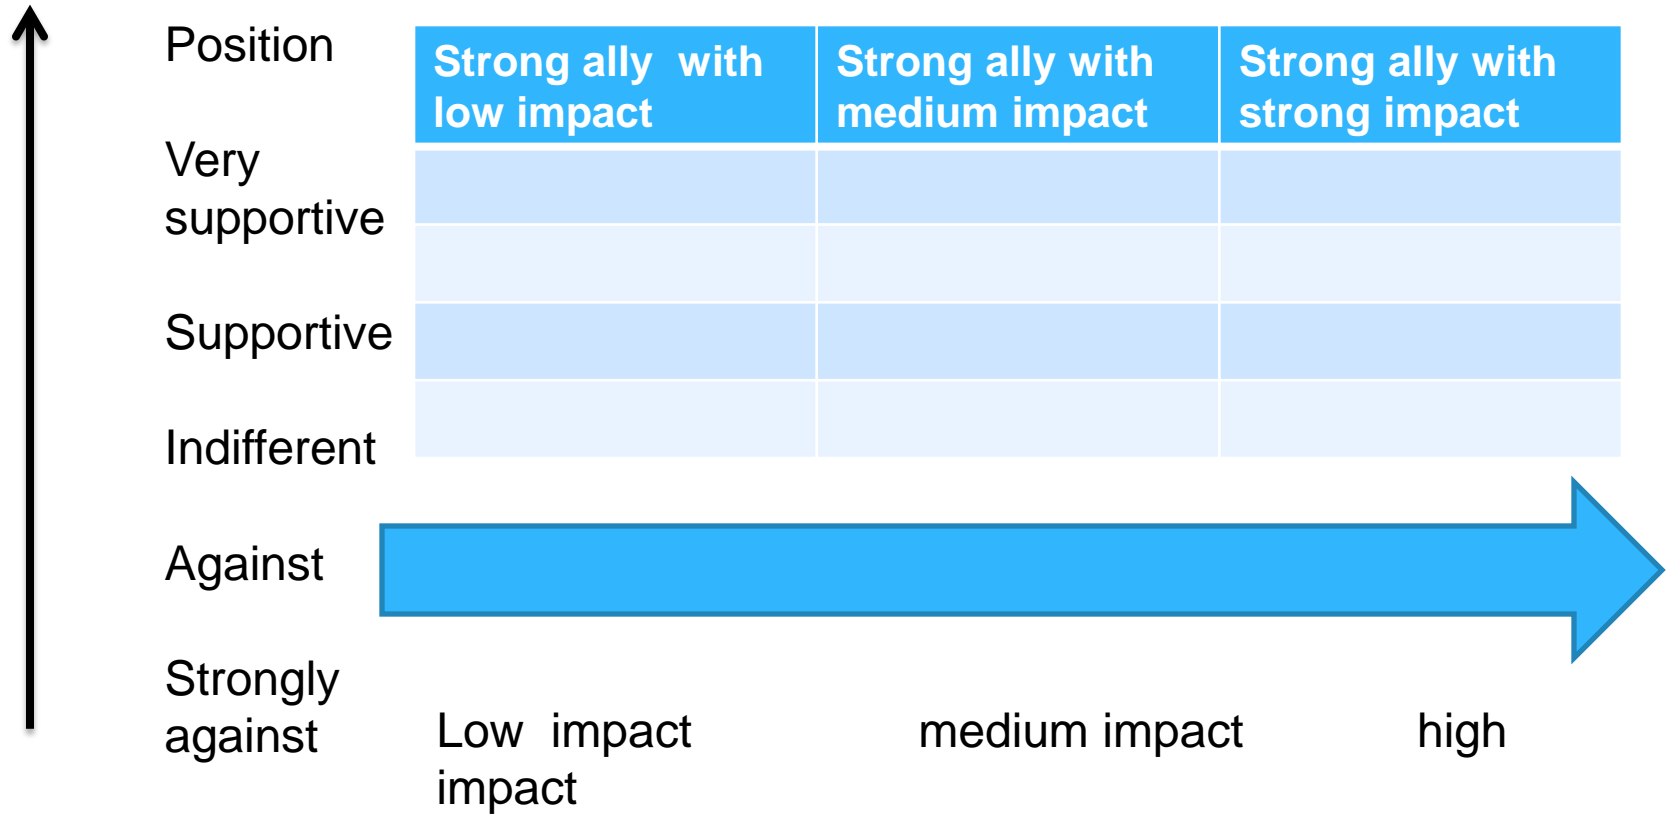 Position
Strong ally  with
low impact
Strong ally with
medium impact
Strong ally with
strong impact
Very
supportive
Supportive
Indifferent
Against
Strongly
against
Low  impact medium impact high
impact